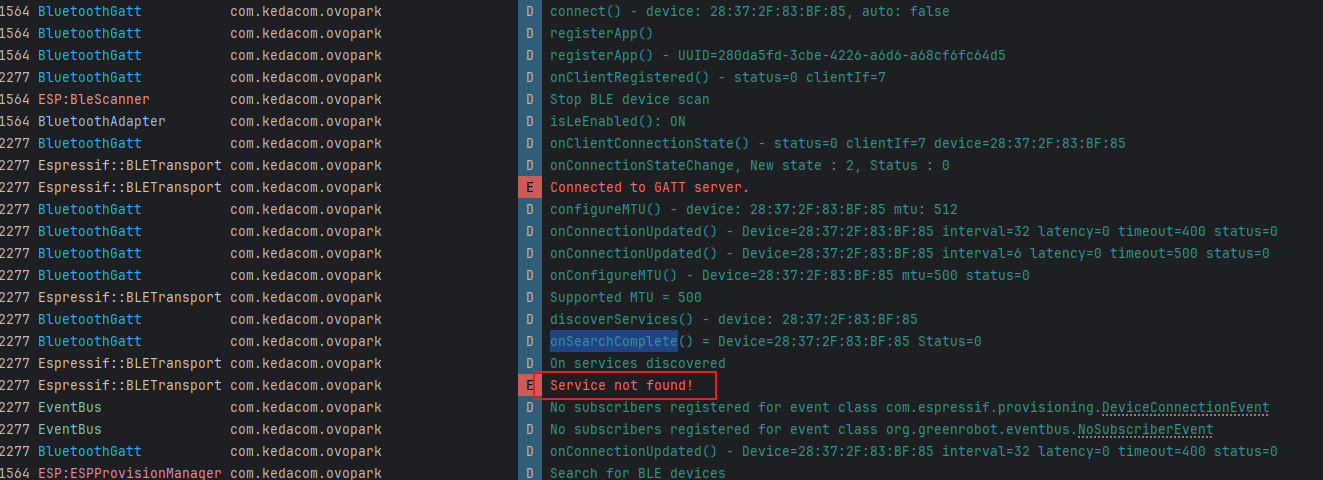 1564 BluetoothGatt com.kedacom.ovopark D connect() - device: 28:37:2F:83:BF:85, auto: false
1564 BluetoothGatt com.kedacom.ovopark D registerApp()
1564 BluetoothGatt com.kedacom.ovopark D registerApp() - UUID=280da5fd-3cbe-4226-a6d6-a68cf6fc64d5
2277 BluetoothGatt com.kedacom.ovopark D onClientRegistered() - status=0 clientIf=7
1564 ESP:BleScanner com.kedacom.ovopark D Stop BLE device scan
1564 BluetoothAdapter com.kedacom.ovopark D isLeEnabled(): ON
2277 BluetoothGatt com.kedacom.ovopark D onClientConnectionState() - status=0 clientIf=7 device=28:37:2F:83:BF:85
2277 Espressif::BLETransport com.kedacom.ovopark D onConnectionStateChange, New state : 2, Status : 0
2277 Espressif::BLETransport com.kedacom.ovopark E Connected to GATT server.
2277 BluetoothGatt com.kedacom.ovopark D configureMTU() - device: 28:37:2F:83:BF:85 mtu: 512
2277 BluetoothGatt com.kedacom.ovopark D onConnectionUpdated() - Device=28:37:2F:83:BF:85 interval=32 latency=0 timeout=400 status=0
2277 BluetoothGatt com.kedacom.ovopark D onConnectionUpdated() - Device=28:37:2F:83:BF:85 interval=6 latency=0 timeout=500 status=0
2277 BluetoothGatt com.kedacom.ovopark D onConfigureMTU() - Device=28:37:2F:83:BF:85 mtu=500 status=0
2277 Espressif::BLETransport com.kedacom.ovopark D Supported MTU = 500
2277 BluetoothGatt com.kedacom.ovopark D discoverServices() - device: 28:37:2F:83:BF:85
2277 BluetoothGatt com.kedacom.ovopark D onSearchComplete() = Device=28:37:2F:83:BF:85 Status=0
2277 Espressif::BLETransport com.kedacom.ovopark D On services discovered
2277 Espressif::BLETransport com.kedacom.ovopark E Service not found!
2277 EventBus com.kedacom.ovopark D No subscribers registered for event class com.espressif.provisioning.DeviceConnectionEvent
2277 EventBus com.kedacom.ovopark D No subscribers registered for event class org.greenrobot.eventbus.NoSubscriberEvent
2277 BluetoothGatt com.kedacom.ovopark D onConnectionUpdated() - Device=28:37:2F:83:BF:85 interval=32 latency=0 timeout=400 status=0
1564 ESP:ESPProvisionManager com.kedacom.ovopark D Search for BLE devices